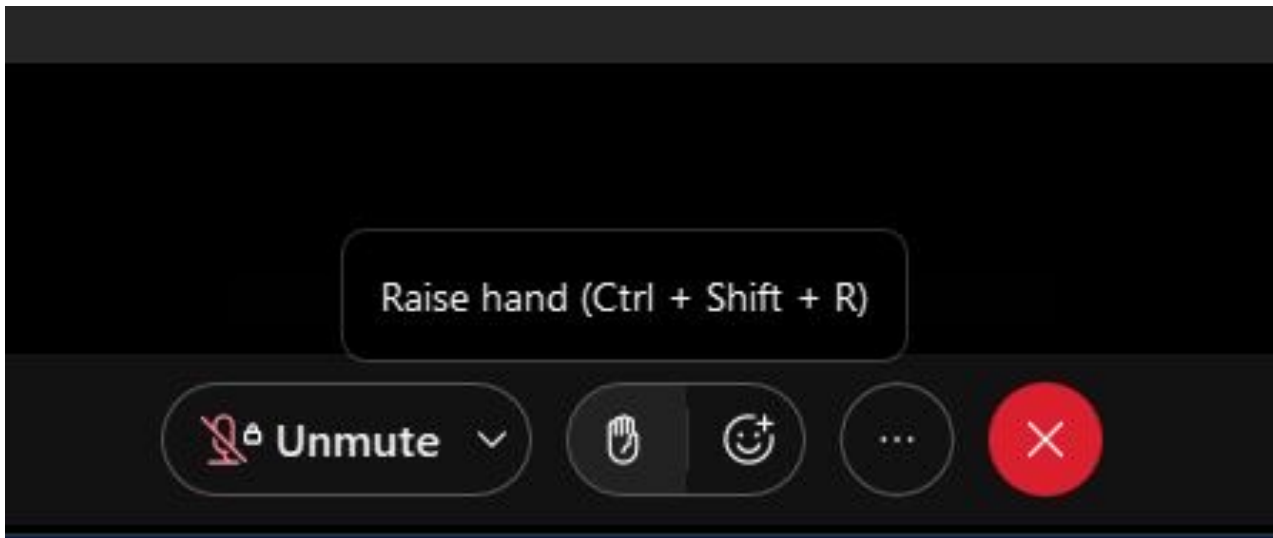 Raise hand (Ctrl + Shift + R)
Unmute